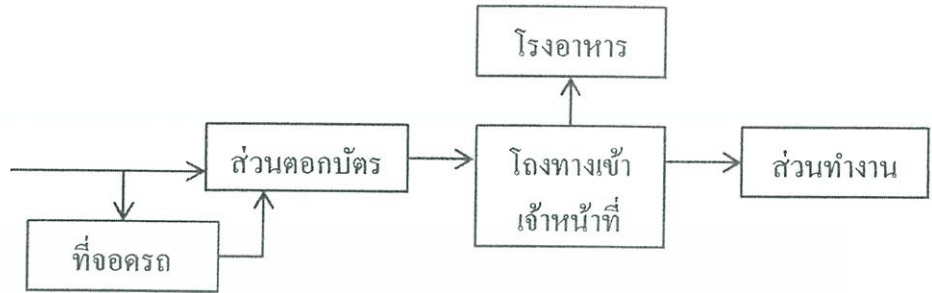 โรงอาหาร
ส่วนตอกบัตร
โถงทางเข้า
เจ้าหน้าที่
ส่วนทำงาน
ที่จอดรถ